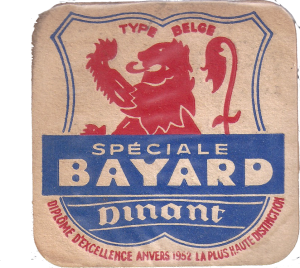 TYPE BELGE
SPÉCIALE
BAYARD
Dinant
DIPLÔME D'EXCELLENCE ANVERS 1952 LA PLUS HAUTE DISTINCTION